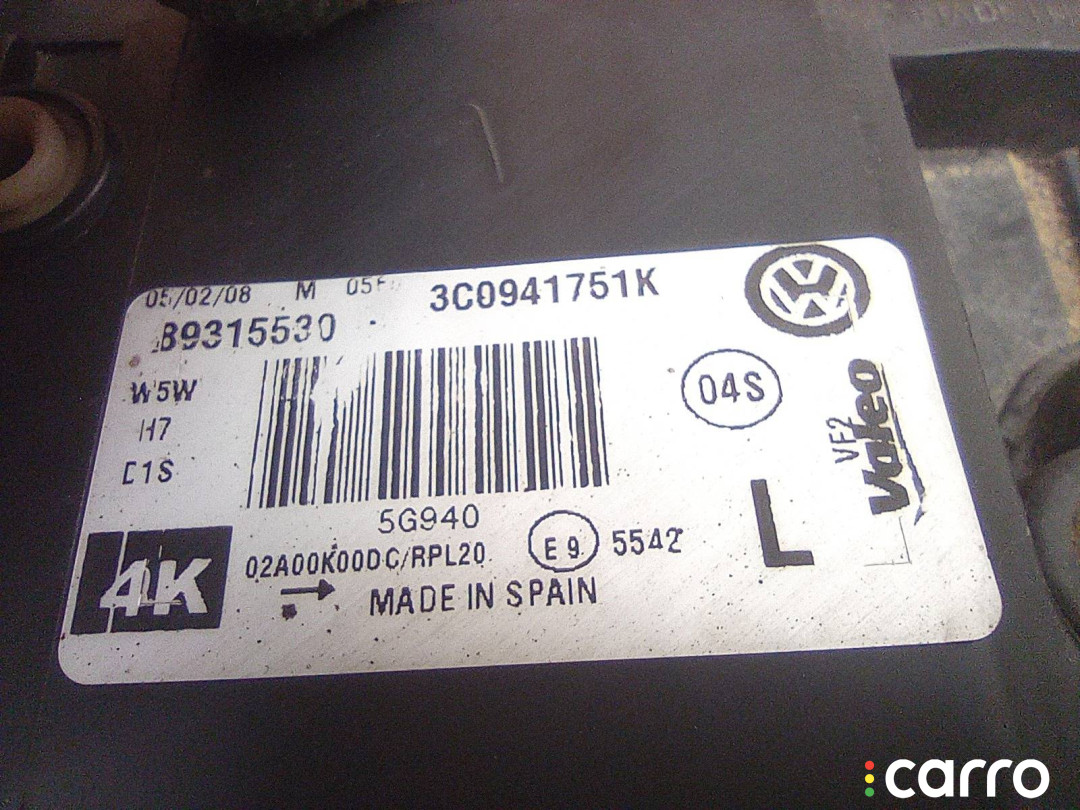 05/02/08 M 3C0941751K
89315530
04S
W5W
H7
D1S
VF2
Valeo
5G940
02A00K00DC/RPL20
E9 5542
L
4K
MADE IN SPAIN
carro